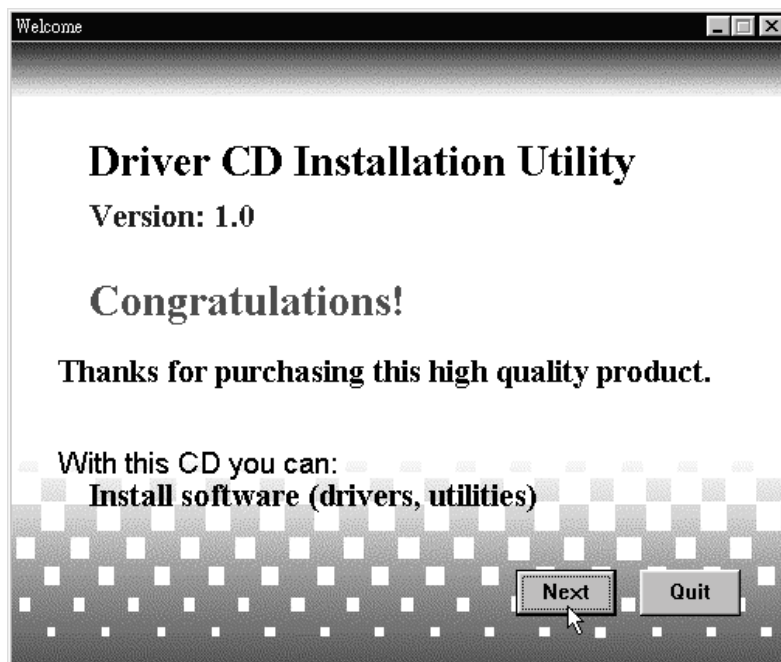 Welcome
Driver CD Installation Utility
Version: 1.0
Congratulations!
Thanks for purchasing this high quality product.
With this CD you can:
Install software (drivers, utilities)
Next
Quit